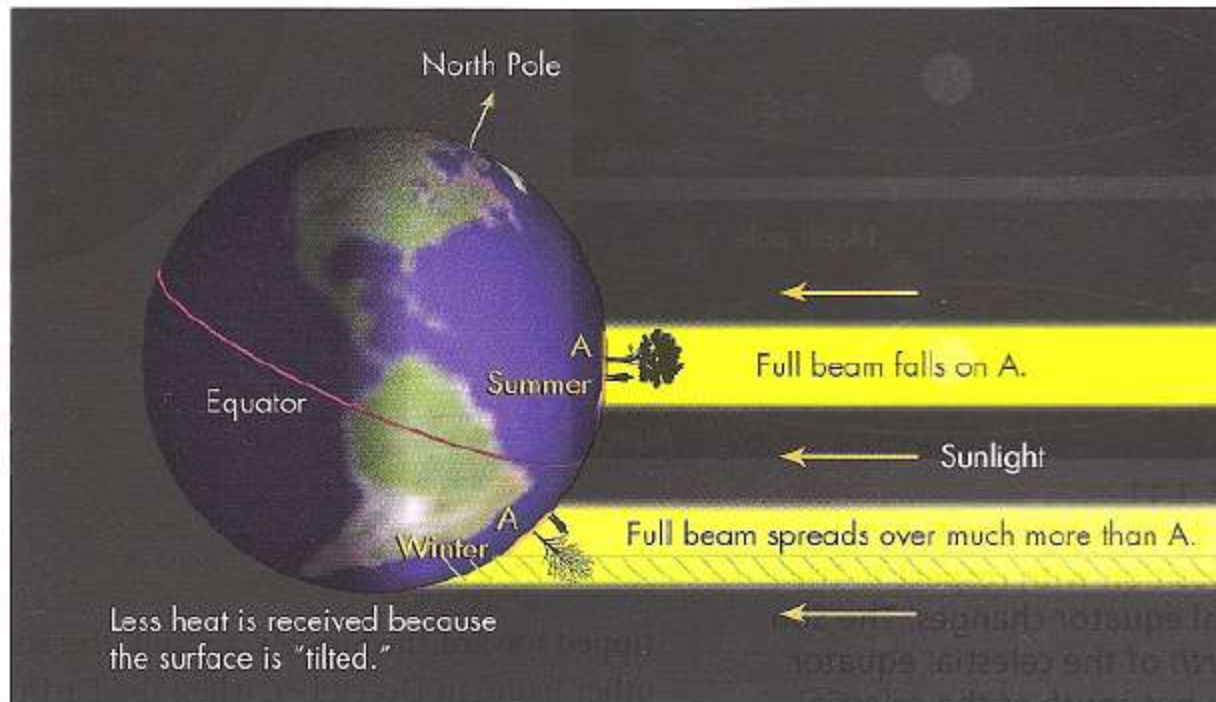 North Pole
A
Summer
Full beam falls on A.
Equator
Sunlight
A
Winter
Full beam spreads over much more than A.
Less heat is received because
the surface is "tilted."